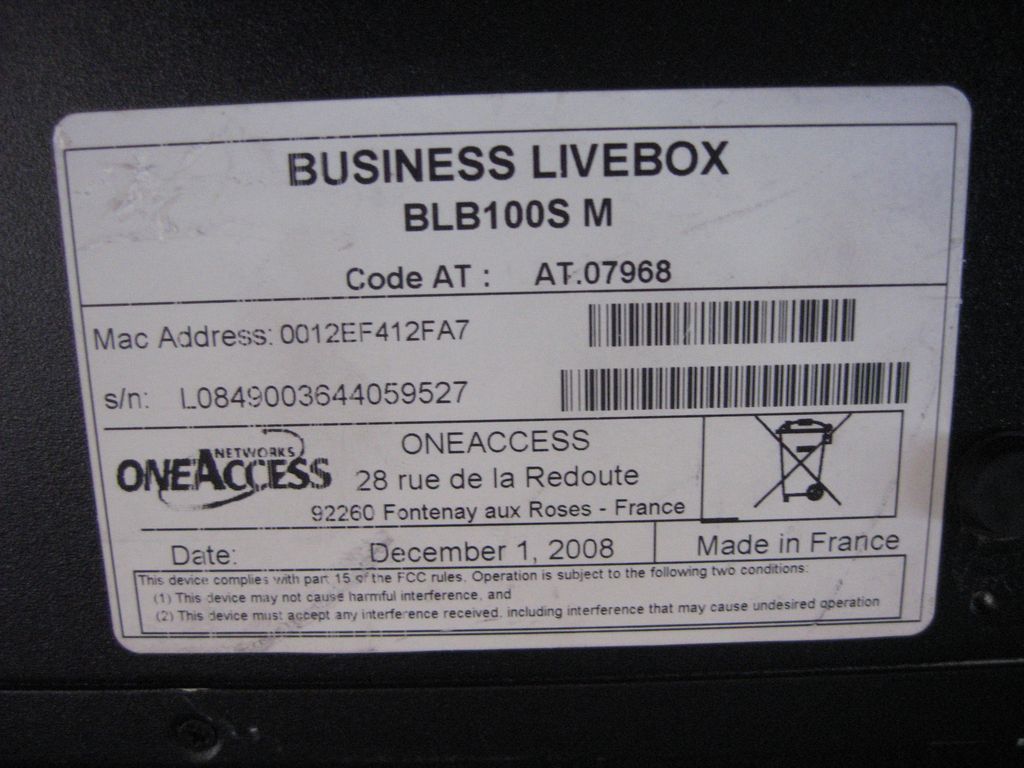 BUSINESS LIVEBOX
BLB100S M
Code AT : AT.07968
Mac Address: 0012EF412FA7
s/n: L0849003644059527
NETWORKS
ONEACCESS
ONEACCESS
28 rue de la Redoute
92260 Fontenay aux Roses - France
Date: December 1, 2008
Made in France
This device complies with part 15 of the FCC rules. Operation is subject to the following two conditions:
(1) This device may not cause harmful interference, and
(2) This device must accept any interference received, including interference that may cause undesired operation